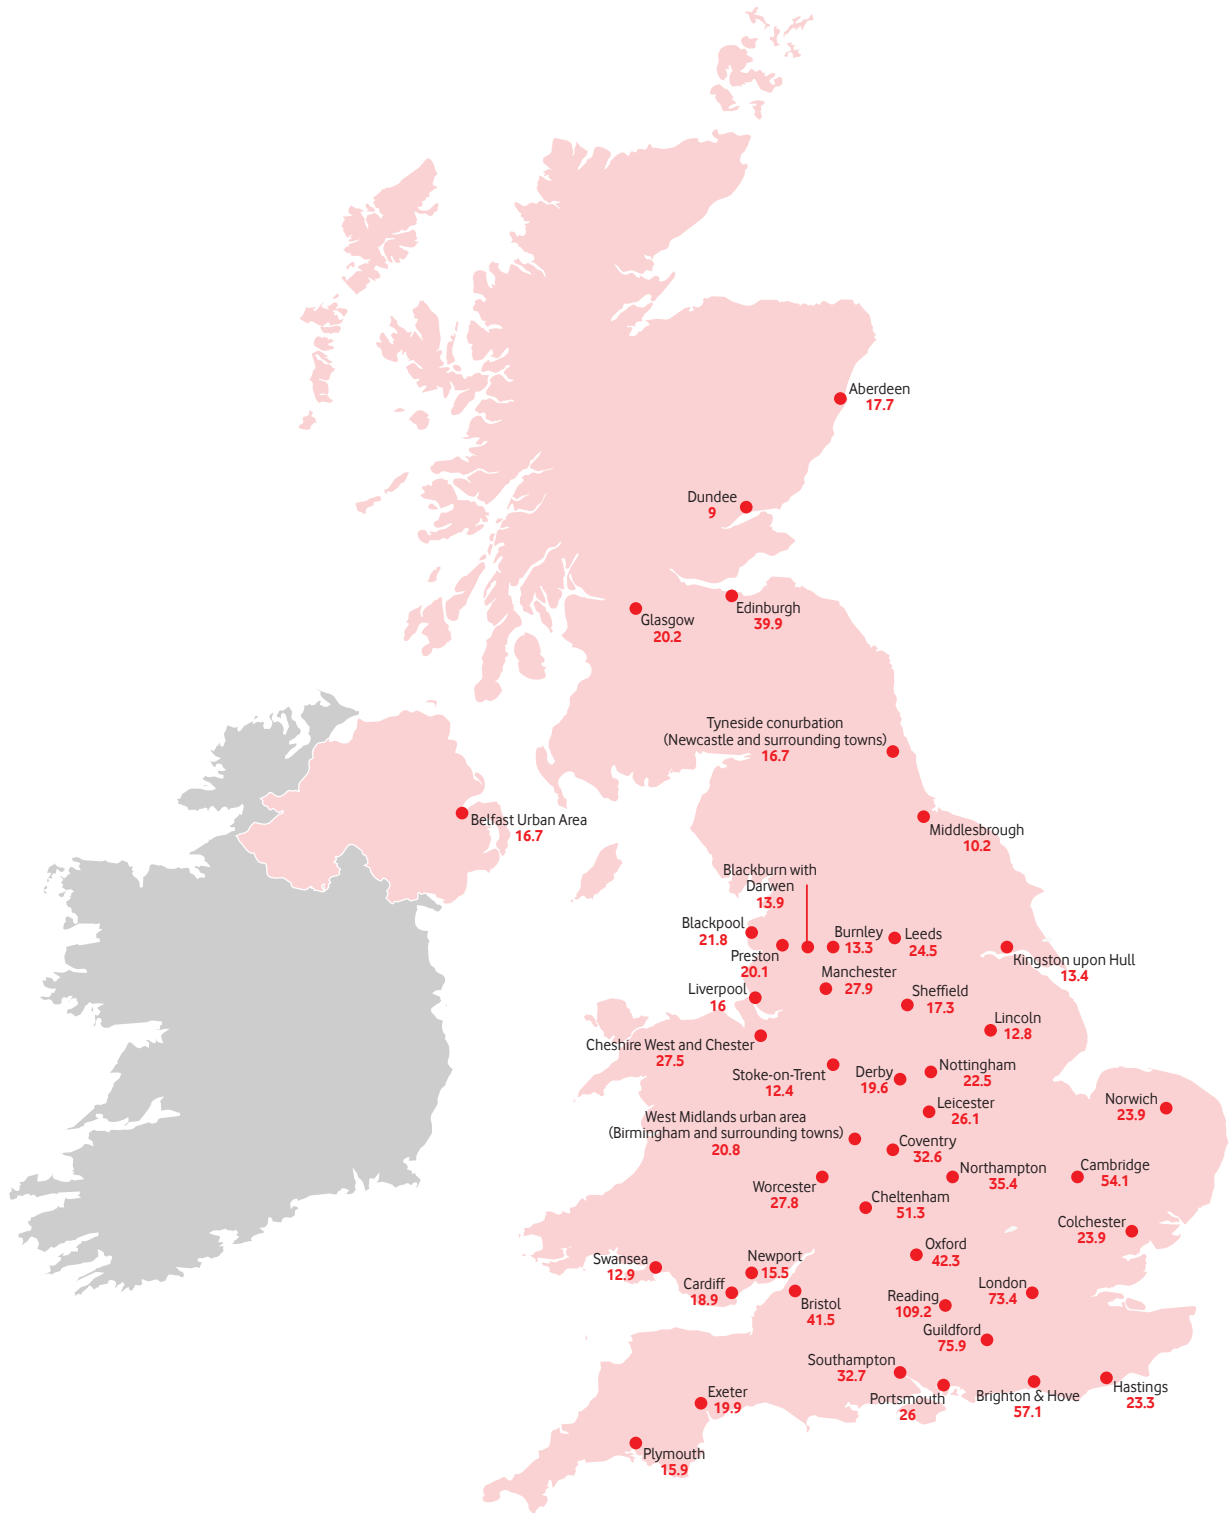 Aberdeen
17.7
Dundee
9
Edinburgh
39.9
Glasgow
20.2
Tyneside conurbation
(Newcastle and surrounding towns)
16.7
Belfast Urban Area
16.7
Middlesbrough
10.2
Blackburn with
Darwen
13.9
Blackpool
21.8
Preston
20.1
Burnley
13.3
Leeds
24.5
Kingston upon Hull
13.4
Manchester
27.9
Liverpool
16
Sheffield
17.3
Lincoln
12.8
Cheshire West and Chester
27.5
Stoke-on-Trent
12.4
Derby
19.6
Nottingham
22.5
Leicester
26.1
Norwich
23.9
West Midlands urban area
(Birmingham and surrounding towns)
20.8
Coventry
32.6
Northampton
35.4
Cambridge
54.1
Worcester
27.8
Cheltenham
51.3
Colchester
23.9
Oxford
42.3
Swansea
12.9
Newport
15.5
Cardiff
18.9
Bristol
41.5
Reading
109.2
London
73.4
Guildford
75.9
Southampton
32.7
Portsmouth
26
Brighton & Hove
57.1
Hastings
23.3
Exeter
19.9
Plymouth
15.9